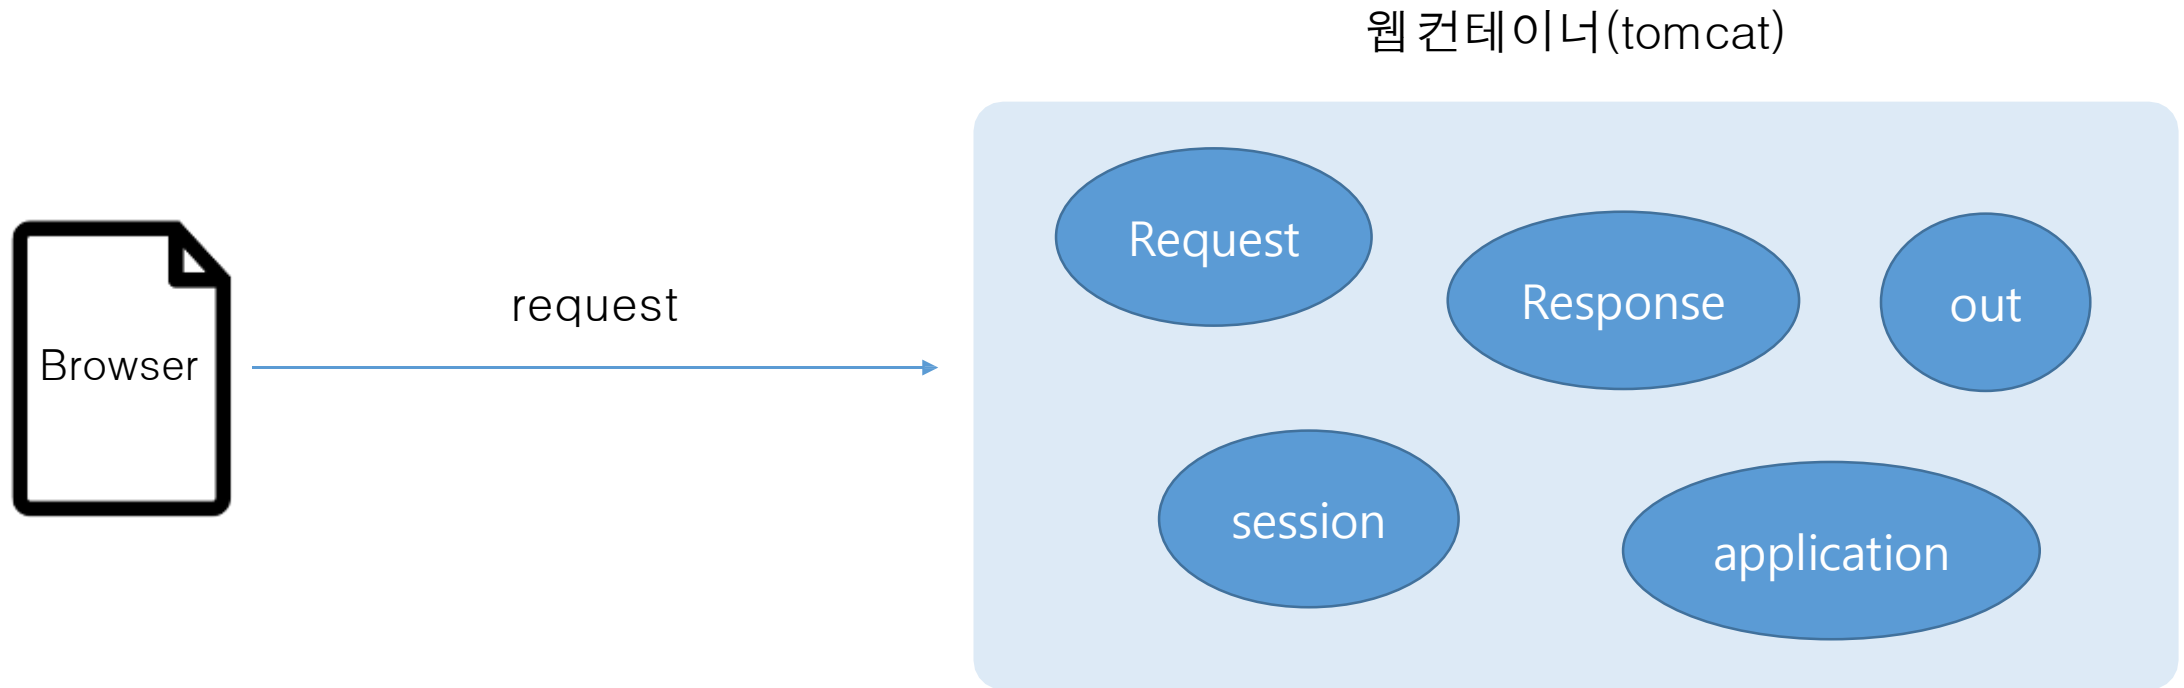 웹컨테이너(tomcat)
Request
Response
out
request
Browser
session
application